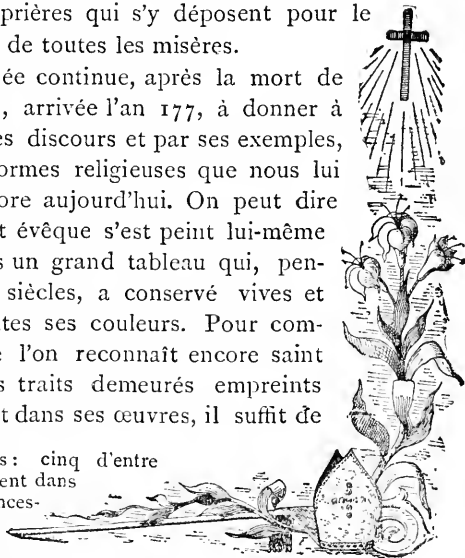 prières qui s'y déposent pour le
de toutes les misères.
ée continue, après la mort de
, arrivée l'an 177, à donner à
es discours et par ses exemples,
ormes religieuses que nous lui
ore aujourd'hui. On peut dire
t évêque s'est peint lui-même
s un grand tableau qui, pen-
siècles, a conservé vives et
tes ses couleurs. Pour com-
e l'on reconnaît encore saint
s traits demeurés empreints
t dans ses œuvres, il suffit de
s : cinq d'entre
ent dans
nces-